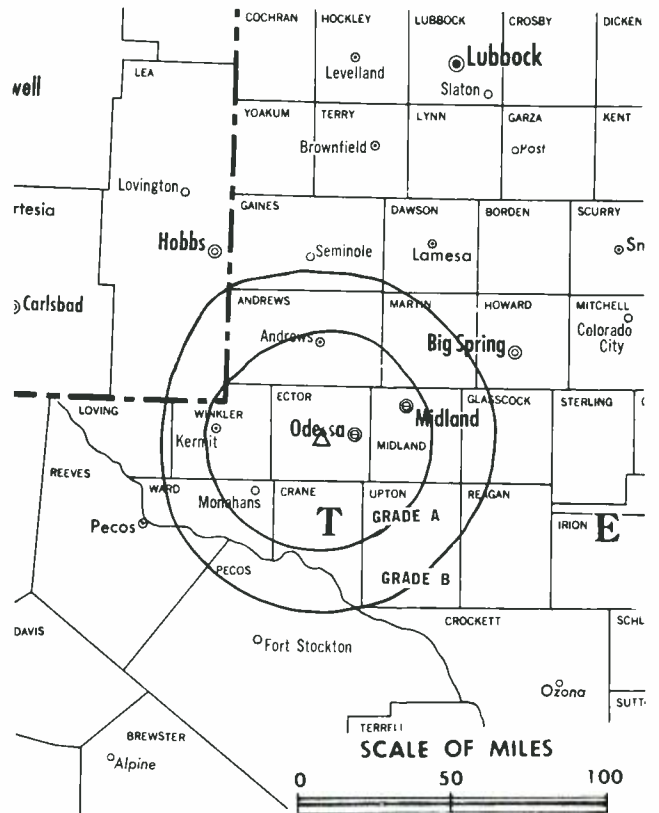 COCHRAN
HOCKLEY
LUBBOCK
CROSBY
DICKEN
Levelland
Lubbock
LEA
well
Slaton
YOAKUM
TERRY
LYNN
GARZA
KENT
Brownfield
Post
Lovington
rtesia
GAINES
DAWSON
BORDEN
SCURRY
Hobbs
Seminole
Lamesa
Sn
Carlsbad
ANDREWS
MARTIN
HOWARD
MITCHELL
Andrews
Big Spring
Colorado
City
LOVING
WINKLER
ECTOR
GLASSCOCK
STERLING
C
Kermit
Odessa
Midland
MIDLAND
REEVES
WARD
Monahans
CRANE
UPTON
REAGAN
Pecos
T
GRADE A
IRION
E
PECOS
GRADE B
DAVIS
CROCKETT
SCHL
Fort Stockton
Ozona
SUTT
TERRELL
BREWSTER
Alpine
SCALE OF MILES
0 50 100